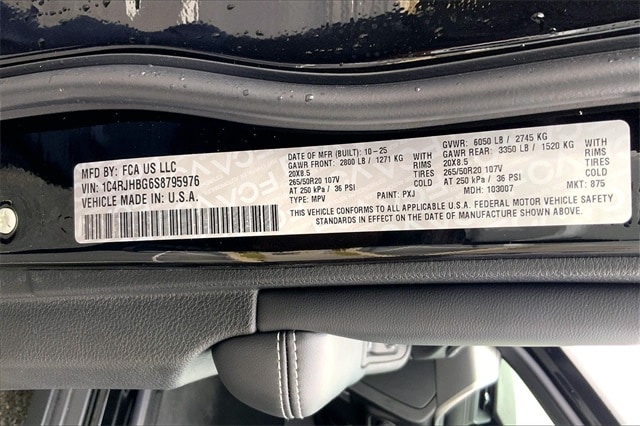 MFD BY: FCA US LLC
VIN: 1C4RJHBG6S8795976
VEHICLE MADE IN: U.S.A.
DATE OF MFR (BUILT): 10-25 GVWR: 6050 LB / 2745 KG
GAWR FRONT: 2800 LB / 1271 KG WITH GAWR REAR: 3350 LB / 1520 KG WITH
20X8.5 RIMS 20X8.5 RIMS
265/50R20 107V TIRES 265/50R20 107V TIRES
AT 250 kPa / 36 PSI COLD AT 250 kPa / 36 PSI COLD
TYPE: MPV PAINT: PXJ MDH: 103007 MKT: 875
THIS VEHICLE CONFORMS TO ALL APPLICABLE U.S.A. FEDERAL MOTOR VEHICLE SAFETY
STANDARDS IN EFFECT ON THE DATE OF MANUFACTURE SHOWN ABOVE.